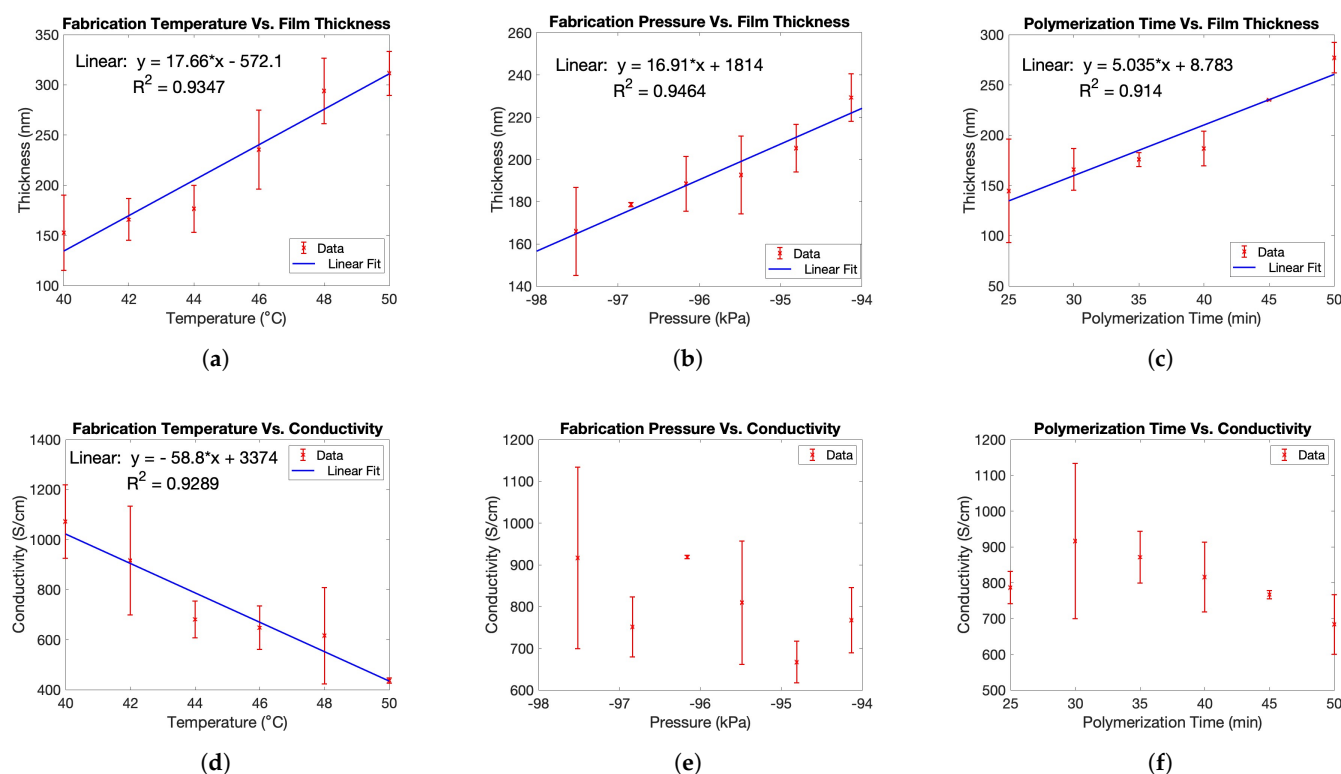 Fabrication Temperature Vs. Film Thickness
Linear: y = 17.66*x - 572.1
R² = 0.9347
350
300
250
200
150
100
Thickness (nm)
Data
Linear Fit
40 42 44 46 48 50
Temperature (°C)
(a)
Fabrication Pressure Vs. Film Thickness
Linear: y = 16.91*x + 1814
R² = 0.9464
260
240
220
200
180
160
140
Thickness (nm)
Data
Linear Fit
-98 -97 -96 -95 -94
Pressure (kPa)
(b)
Polymerization Time Vs. Film Thickness
Linear: y = 5.035*x + 8.783
R² = 0.914
300
250
200
150
100
50
Thickness (nm)
Data
Linear Fit
25 30 35 40 45 50
Polymerization Time (min)
(c)
Fabrication Temperature Vs. Conductivity
Linear: y = - 58.8*x + 3374
R² = 0.9289
1400
1200
1000
800
600
400
Conductivity (S/cm)
Data
Linear Fit
40 42 44 46 48 50
Temperature (°C)
(d)
Fabrication Pressure Vs. Conductivity
1200
1100
1000
900
800
700
600
Conductivity (S/cm)
Data
-98 -97 -96 -95 -94
Pressure (kPa)
(e)
Polymerization Time Vs. Conductivity
1200
1100
1000
900
800
700
600
500
Conductivity (S/cm)
Data
25 30 35 40 45 50
Polymerization Time (min)
(f)